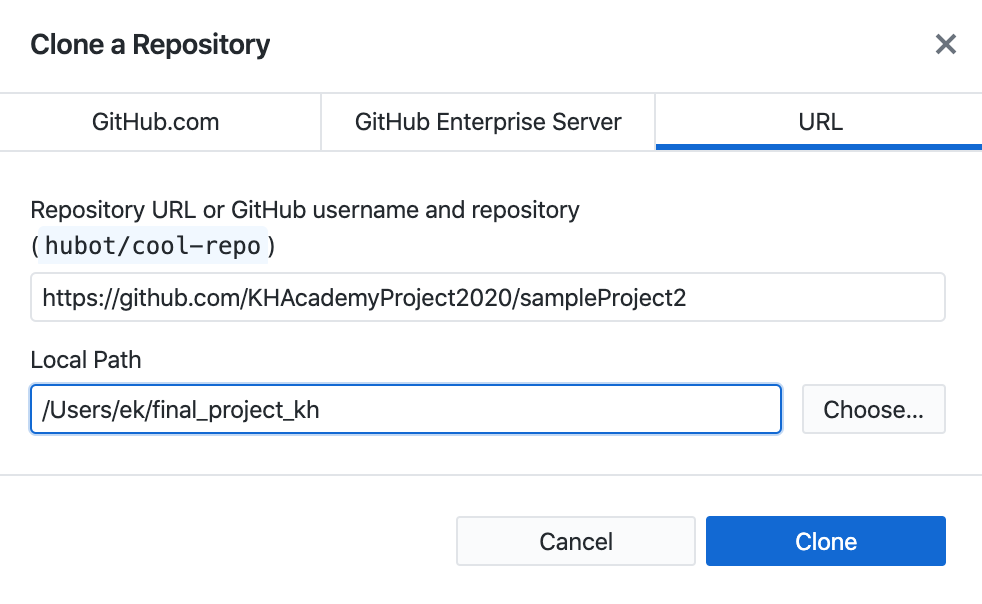 Clone a Repository
GitHub.com
GitHub Enterprise Server
URL
Repository URL or GitHub username and repository
(hubot/cool-repo)
https://github.com/KHAcademyProject2020/sampleProject2
Local Path
/Users/ek/final_project_kh
Choose...
Cancel
Clone